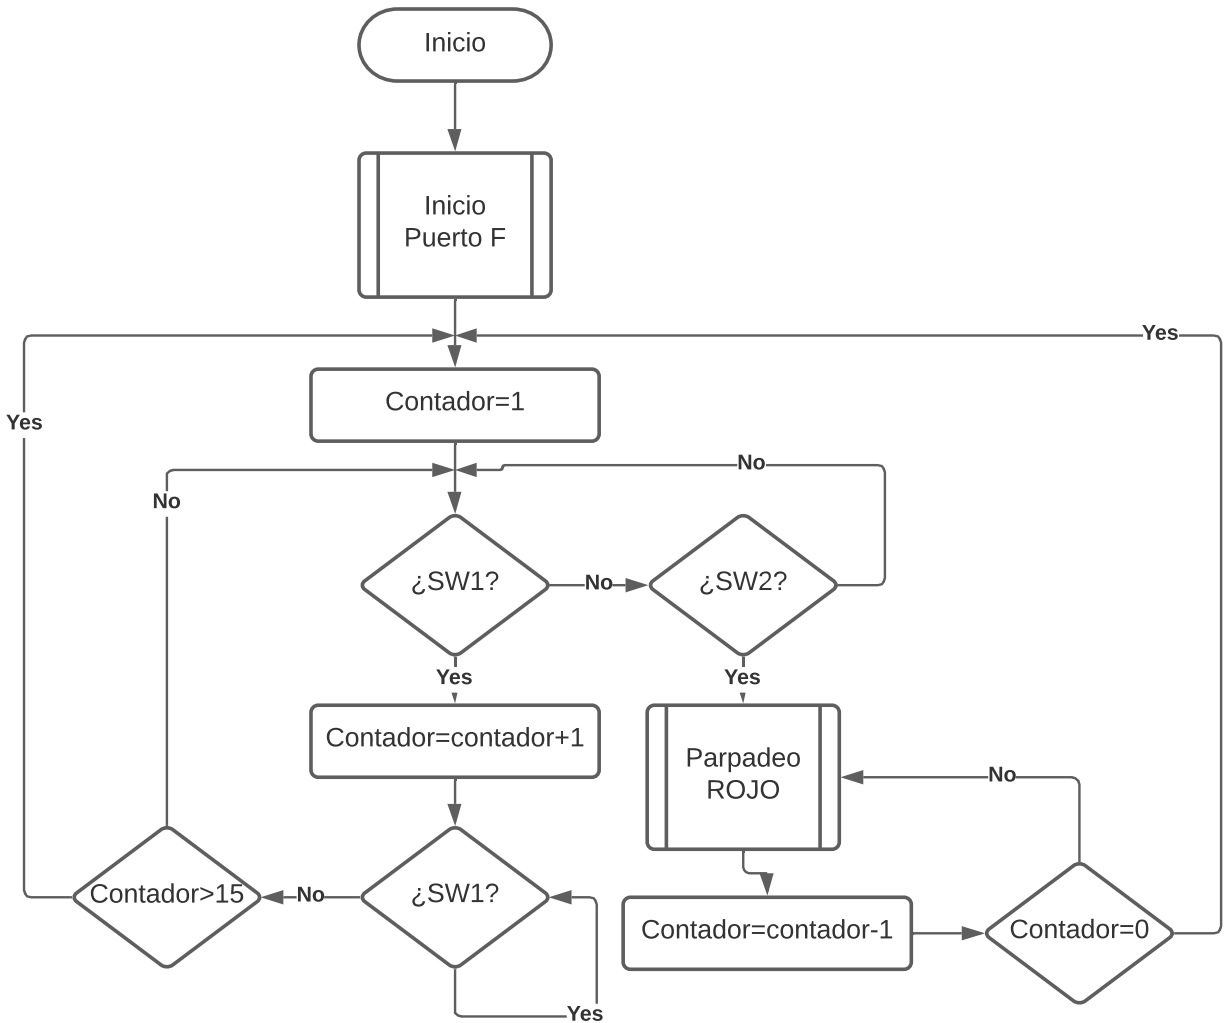 Inicio
Inicio
Puerto F
Yes
Contador=1
Yes
No
No
¿SW1?
No
¿SW2?
Yes
Yes
Contador=contador+1
Parpadeo
ROJO
No
Contador>15
No
¿SW1?
Contador=contador-1
Contador=0
Yes